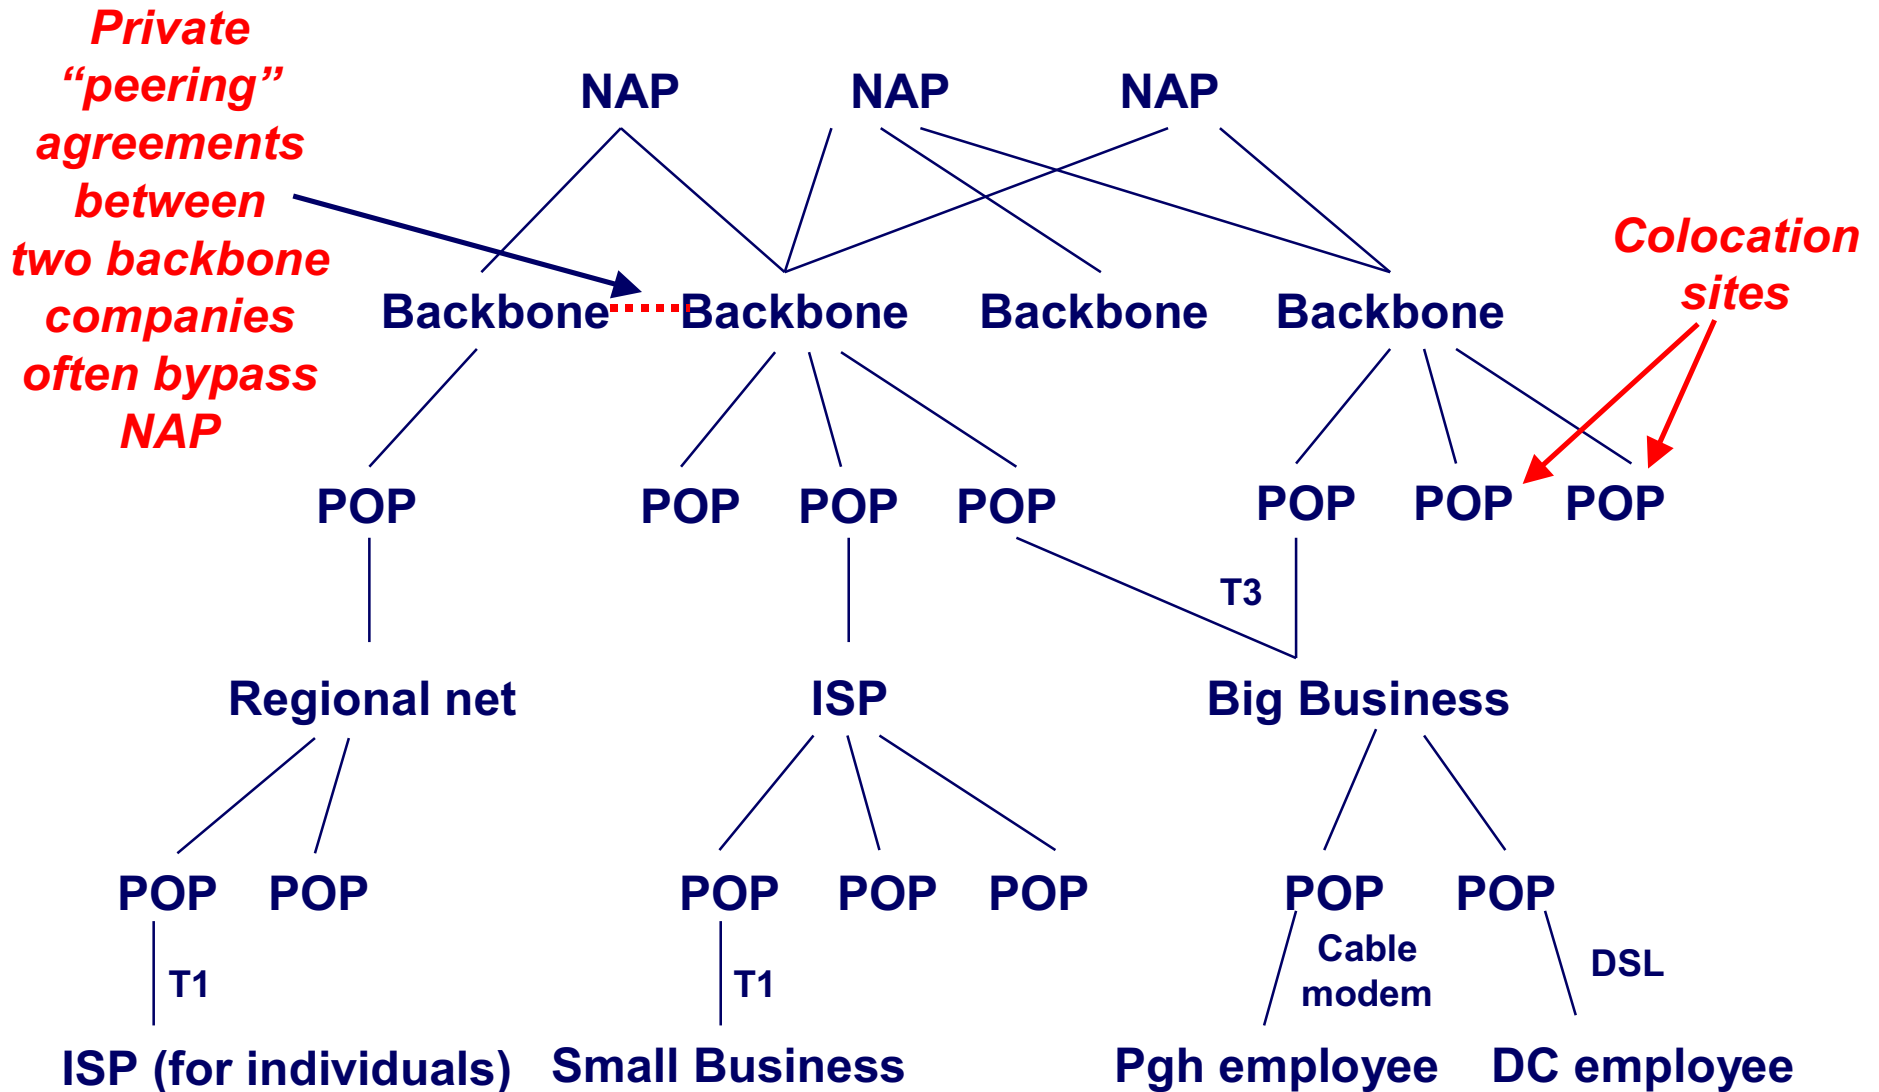 Private
“peering”
agreements
between
two backbone
companies
often bypass
NAP
NAP NAP NAP
Colocation
sites
Backbone Backbone Backbone Backbone
POP POP POP POP POP POP POP
T3
Regional net ISP Big Business
POP POP POP POP POP POP POP
T1 T1
Cable
modem
DSL
ISP (for individuals) Small Business Pgh employee DC employee